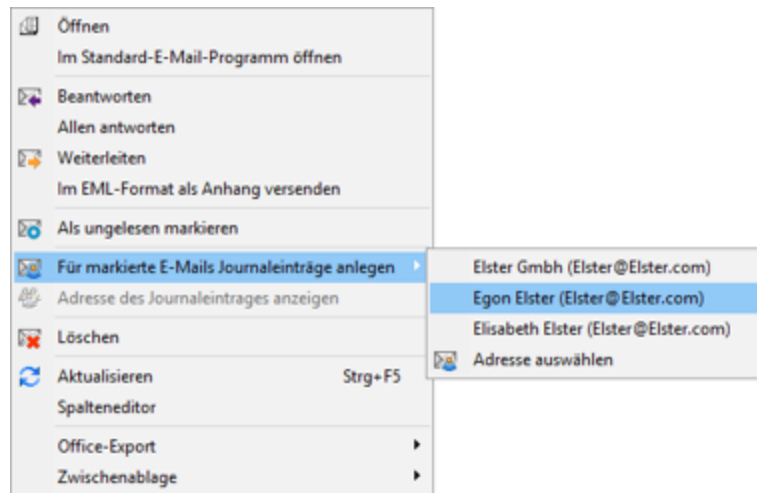 Öffnen
Im Standard-E-Mail-Programm öffnen
Beantworten
Allen antworten
Weiterleiten
Im EML-Format als Anhang versenden
Als ungelesen markieren
Für markierte E-Mails Journaleinträge anlegen
Adresse des Journaleintrages anzeigen
Löschen
Aktualisieren Strg+F5
Spalteneditor
Office-Export
Zwischenablage
Elster Gmbh (Elster@Elster.com)
Egon Elster (Elster@Elster.com)
Elisabeth Elster (Elster@Elster.com)
Adresse auswählen